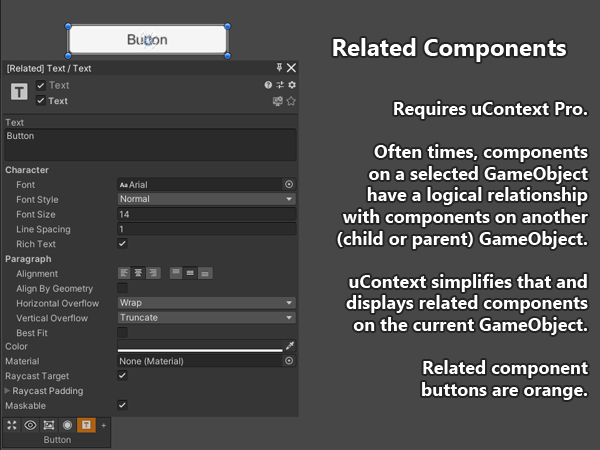 Button
[Related] Text / Text
Text
Text
Text
Button
Character
Font
Arial
Font Style
Normal
Font Size
14
Line Spacing
1
Rich Text
Paragraph
Alignment
Align By Geometry
Horizontal Overflow
Wrap
Vertical Overflow
Truncate
Best Fit
Color
Material
None (Material)
Raycast Target
Raycast Padding
Maskable
Button
Related Components
Requires uContext Pro.
Often times, components
on a selected GameObject
have a logical relationship
with components on another
(child or parent) GameObject.
uContext simplifies that and
displays related components
on the current GameObject.
Related component
buttons are orange.